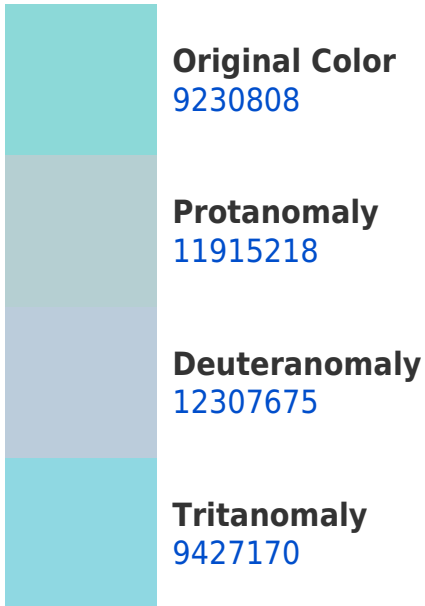 Original Color
9230808
Protanomaly
11915218
Deuteranomaly
12307675
Tritanomaly
9427170